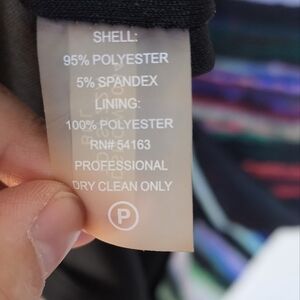 SHELL:
95% POLYESTER
5% SPANDEX
LINING:
100% POLYESTER
RN# 54163
PROFESSIONAL
DRY CLEAN ONLY
P